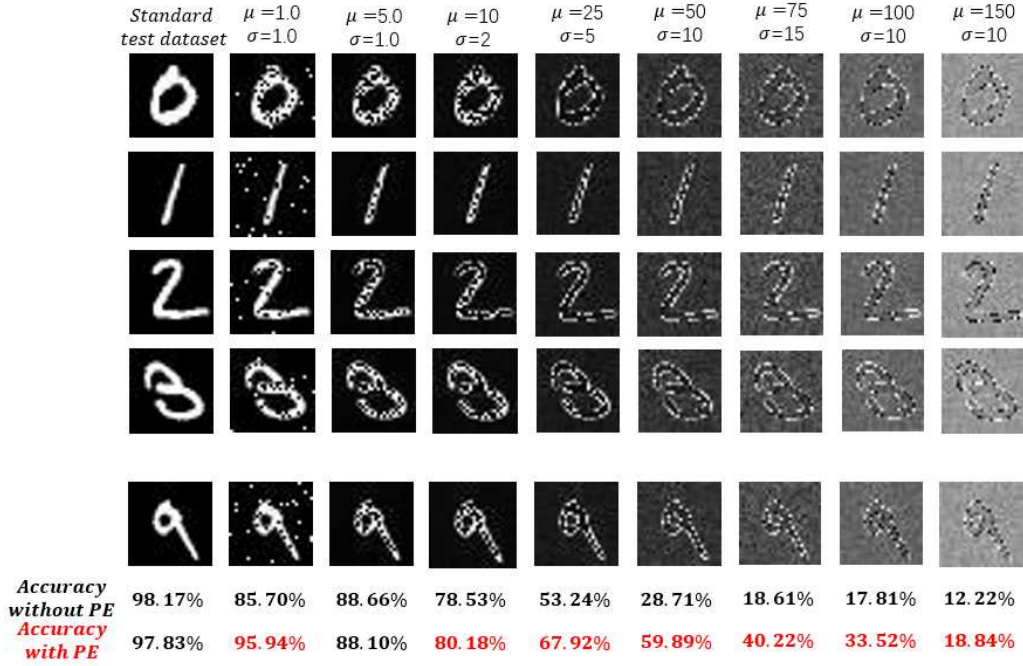 Standard μ =1.0 μ =5.0 μ =10 μ =25 μ =50 μ =75 μ =100 μ =150
test dataset σ=1.0 σ=1.0 σ=2 σ=5 σ=10 σ=15 σ=10 σ=10
Accuracy
without PE 98.17% 85.70% 88.66% 78.53% 53.24% 28.71% 18.61% 17.81% 12.22%
Accuracy
with PE 97.83% 95.94% 88.10% 80.18% 67.92% 59.89% 40.22% 33.52% 18.84%